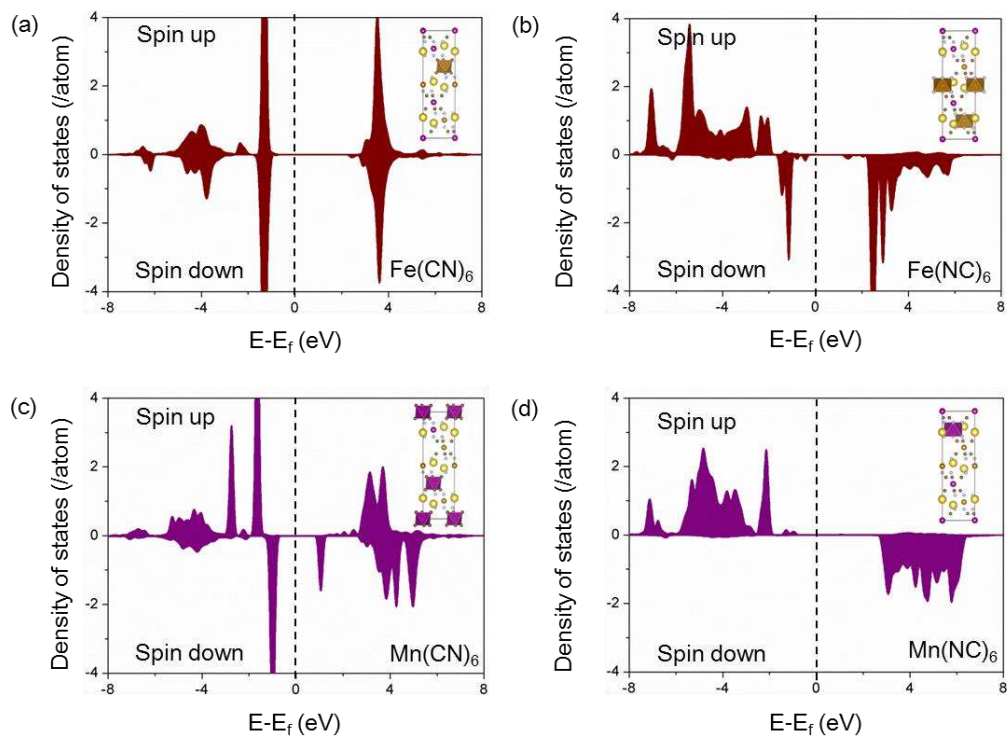 (a)
Density of states (/atom)
4
2
0
-2
-4
Spin up
Spin down
Fe(CN)6
-8
-4
0
4
8
E-Ef (eV)
(b)
Density of states (/atom)
4
2
0
-2
-4
Spin up
Spin down
Fe(NC)6
-8
-4
0
4
8
E-Ef (eV)
(c)
Density of states (/atom)
4
2
0
-2
-4
Spin up
Spin down
Mn(CN)6
-8
-4
0
4
8
E-Ef (eV)
(d)
Density of states (/atom)
4
2
0
-2
-4
Spin up
Spin down
Mn(NC)6
-8
-4
0
4
8
E-Ef (eV)